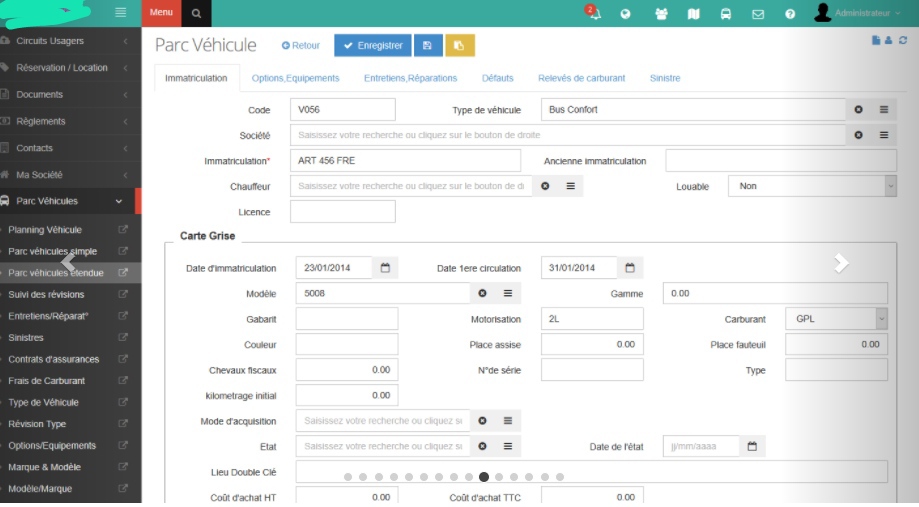 Menu
2
Administrateur
Circuits Usagers
Réservation / Location
Documents
Règlements
Contacts
Ma Société
Parc Véhicules
Planning Véhicule
Parc véhicules simple
Parc véhicules étendue
Suivi des révisions
Entretiens/Réparat°
Sinistres
Contrats d'assurances
Frais de Carburant
Type de Véhicule
Révision Type
Options/Equipements
Marque & Modèle
Modèle/Marque
Parc Véhicule Retour Enregistrer
Immatriculation Options,Equipements Entretiens,Réparations Défauts Relevés de carburant Sinistre
Code V056 Type de véhicule Bus Confort
Société Saisissez votre recherche ou cliquez sur le bouton de droite
Immatriculation* ART 456 FRE Ancienne immatriculation
Chauffeur Saisissez votre recherche ou cliquez sur le bouton de Louable Non
Licence
Carte Grise
Date d'immatriculation 23/01/2014 Date 1ere circulation 31/01/2014
Modèle 5008 Gamme 0.00
Gabarit Motorisation 2L Carburant GPL
Couleur Place assise 0.00 Place fauteuil 0.00
Chevaux fiscaux 0.00 N°de série Type
kilometrage initial 0.00
Mode d'acquisition Saisissez votre recherche ou cliquez
Etat Saisissez votre recherche ou cliquez Date de l'état jj/mm/aaaa
Lieu Double Clé
Coût d'achat HT 0.00 Coût d'achat TTC 0.00